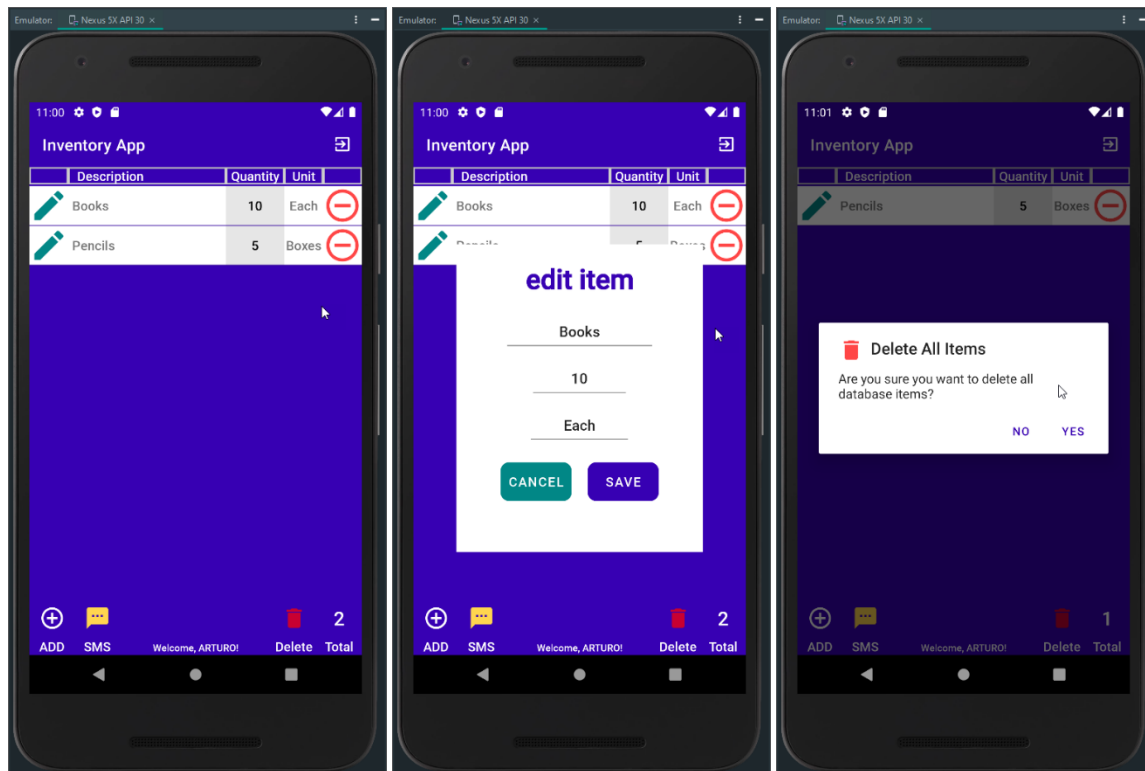 Emulator: Nexus 5X API 30 ×
11:00
Inventory App
Description Quantity Unit
Books 10 Each
Pencils 5 Boxes
ADD SMS Welcome, ARTURO! Delete 2 Total
Emulator: Nexus 5X API 30 ×
11:00
Inventory App
Description Quantity Unit
Books 10 Each
edit item
Books
10
Each
CANCEL SAVE
2
ADD SMS Welcome, ARTURO! Delete Total
Emulator: Nexus 5X API 30 ×
11:01
Inventory App
Description Quantity Unit
Pencils 5 Boxes
Delete All Items
Are you sure you want to delete all
database items?
NO YES
1
ADD SMS Welcome, ARTURO! Delete Total